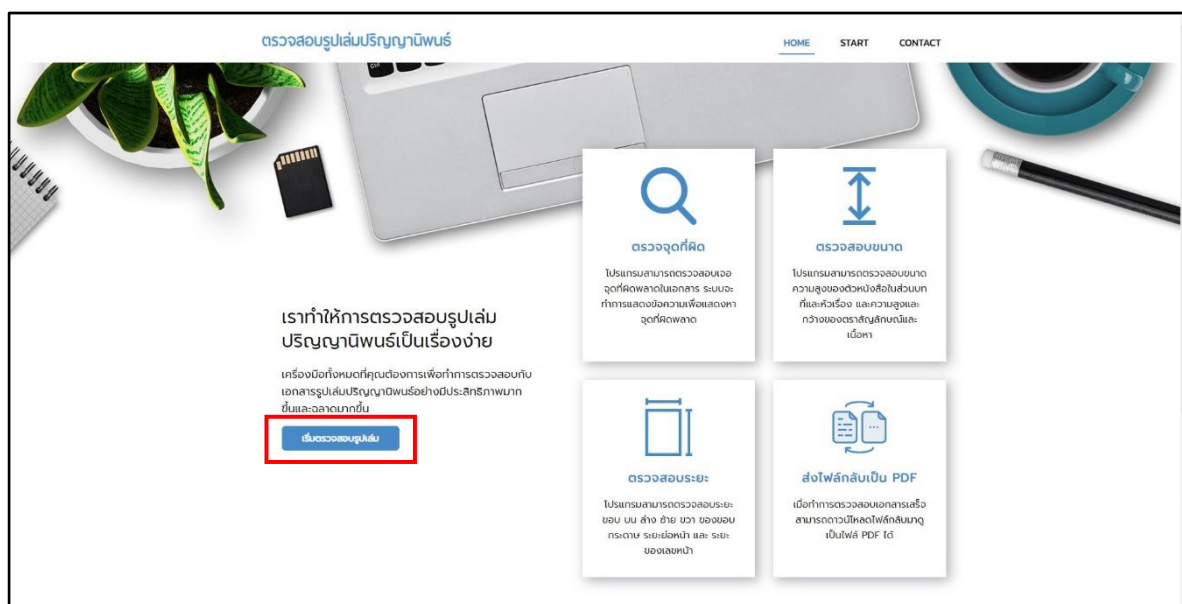 ตรวจสอบรูปเล่มปริญญานิพนธ์
HOME START CONTACT
เราทำให้การตรวจสอบรูปเล่ม
ปริญญานิพนธ์เป็นเรื่องง่าย
เครื่องมือทั้งหมดที่คุณต้องการเพื่อทำการตรวจสอบกับ
เอกสารรูปเล่มปริญญานิพนธ์อย่างมีประสิทธิภาพมาก
ขึ้นและฉลาดมากขึ้น
เริ่มตรวจสอบรูปเล่ม
ตรวจจุดที่ผิด
โปรแกรมสามารถตรวจสอบเจอ
จุดที่ผิดพลาดในเอกสาร ระบบจะ
ทำการแสดงข้อความเพื่อแสดงหา
จุดที่ผิดพลาด
ตรวจสอบขนาด
โปรแกรมสามารถตรวจสอบขนาด
ความสูงของตัวหนังสือในส่วนบท
ที่และหัวเรื่อง และความสูงและ
กว้างของตราสัญลักษณ์และ
เนื้อหา
ตรวจสอบระยะ
โปรแกรมสามารถตรวจสอบระยะ
ขอบ บน ล่าง ซ้าย ขวา ของขอบ
กระดาษ ระยะย่อหน้า และ ระยะ
ของเลขหน้า
ส่งไฟล์กลับเป็น PDF
เมื่อทำการตรวจสอบเอกสารเสร็จ
สามารถดาวน์โหลดไฟล์กลับมาดู
เป็นไฟล์ PDF ได้